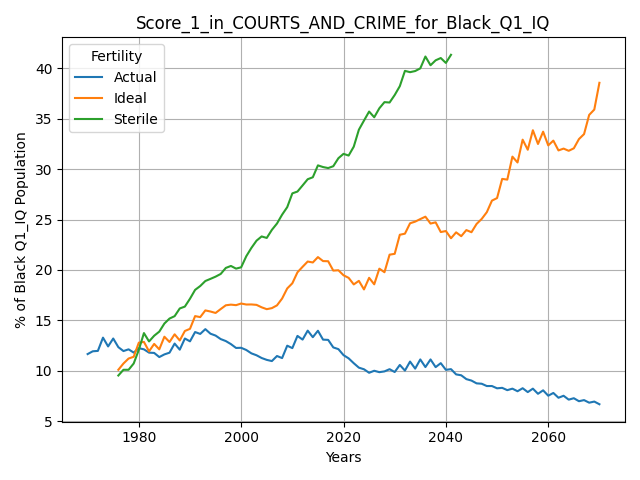 Score_1_in_COURTS_AND_CRIME_for_Black_Q1_IQ
Fertility
Actual
Ideal
Sterile
% of Black Q1_IQ Population
40
35
30
25
20
15
10
5
1980 2000 2020 2040 2060
Years